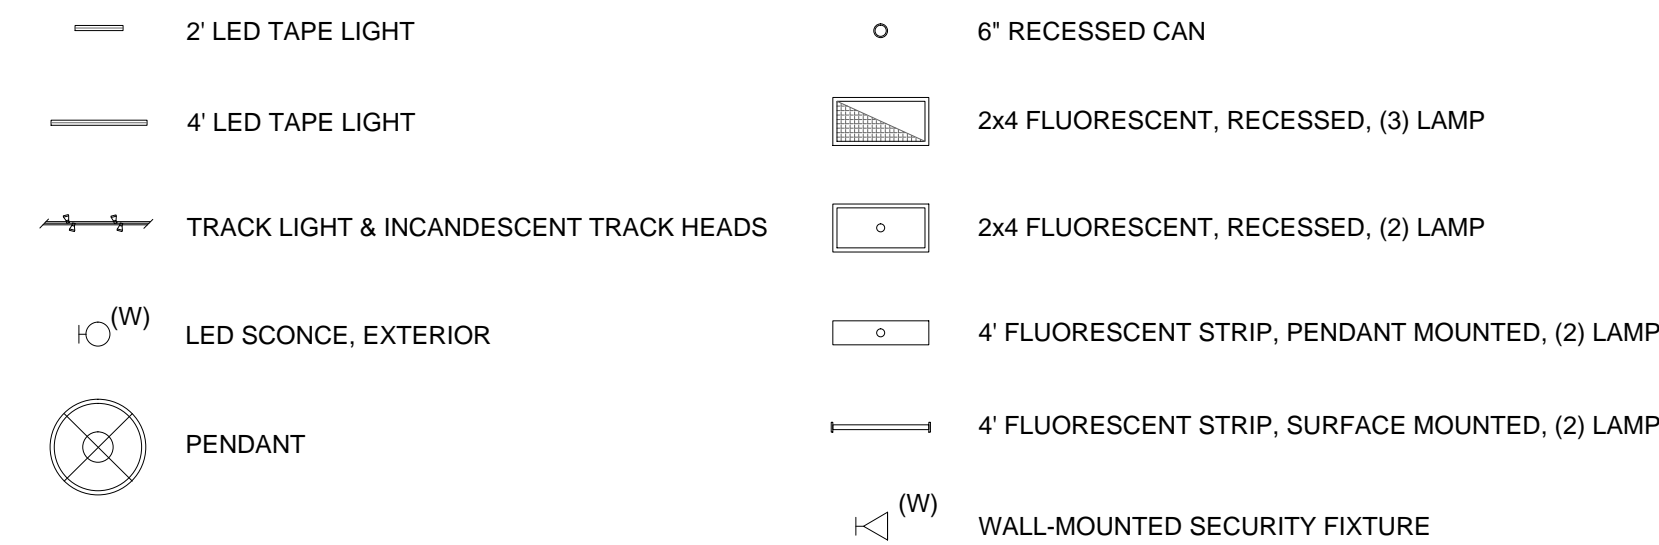 2' LED TAPE LIGHT
4' LED TAPE LIGHT
TRACK LIGHT & INCANDESCENT TRACK HEADS
(W)
LED SCONCE, EXTERIOR
PENDANT
6" RECESSED CAN
2x4 FLUORESCENT, RECESSED, (3) LAMP
2x4 FLUORESCENT, RECESSED, (2) LAMP
4' FLUORESCENT STRIP, PENDANT MOUNTED, (2) LAMP
4' FLUORESCENT STRIP, SURFACE MOUNTED, (2) LAMP
(W)
WALL-MOUNTED SECURITY FIXTURE